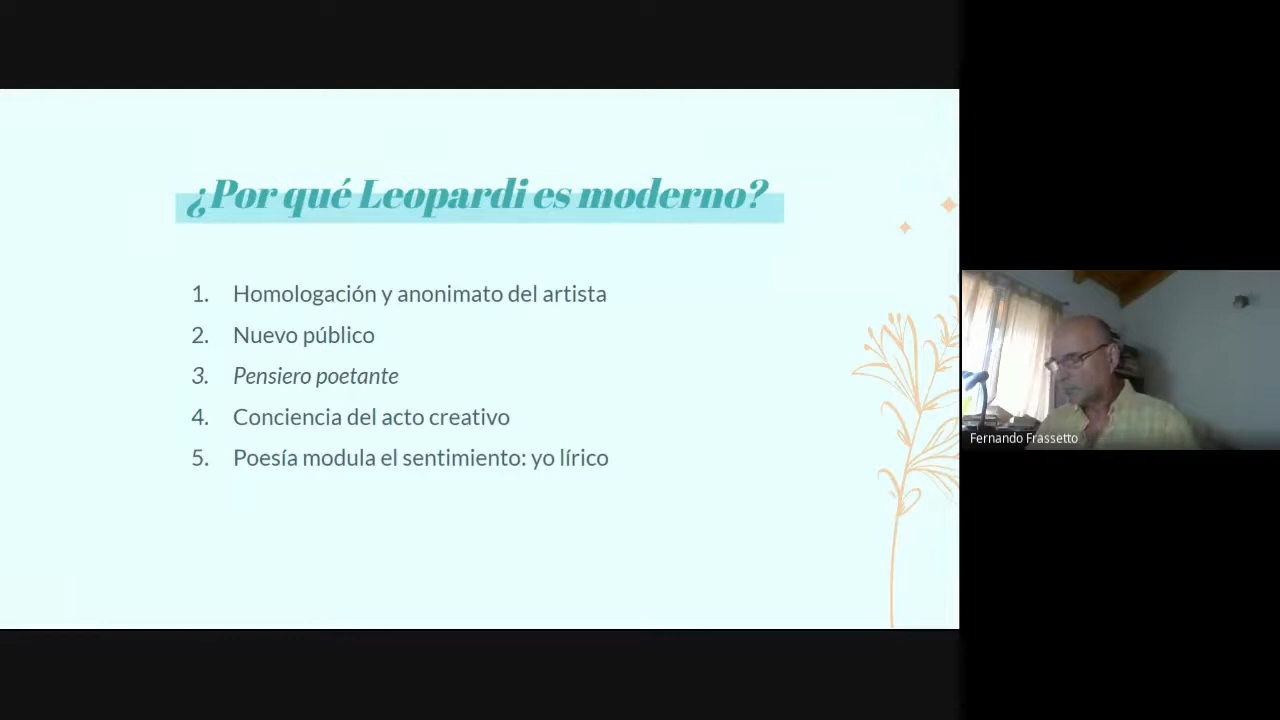 ¿Por qué Leopardi es moderno?
1. Homologación y anonimato del artista
2. Nuevo público
3. Pensiero poetante
4. Conciencia del acto creativo
5. Poesía modula el sentimiento: yo lírico
Fernando Frassetto